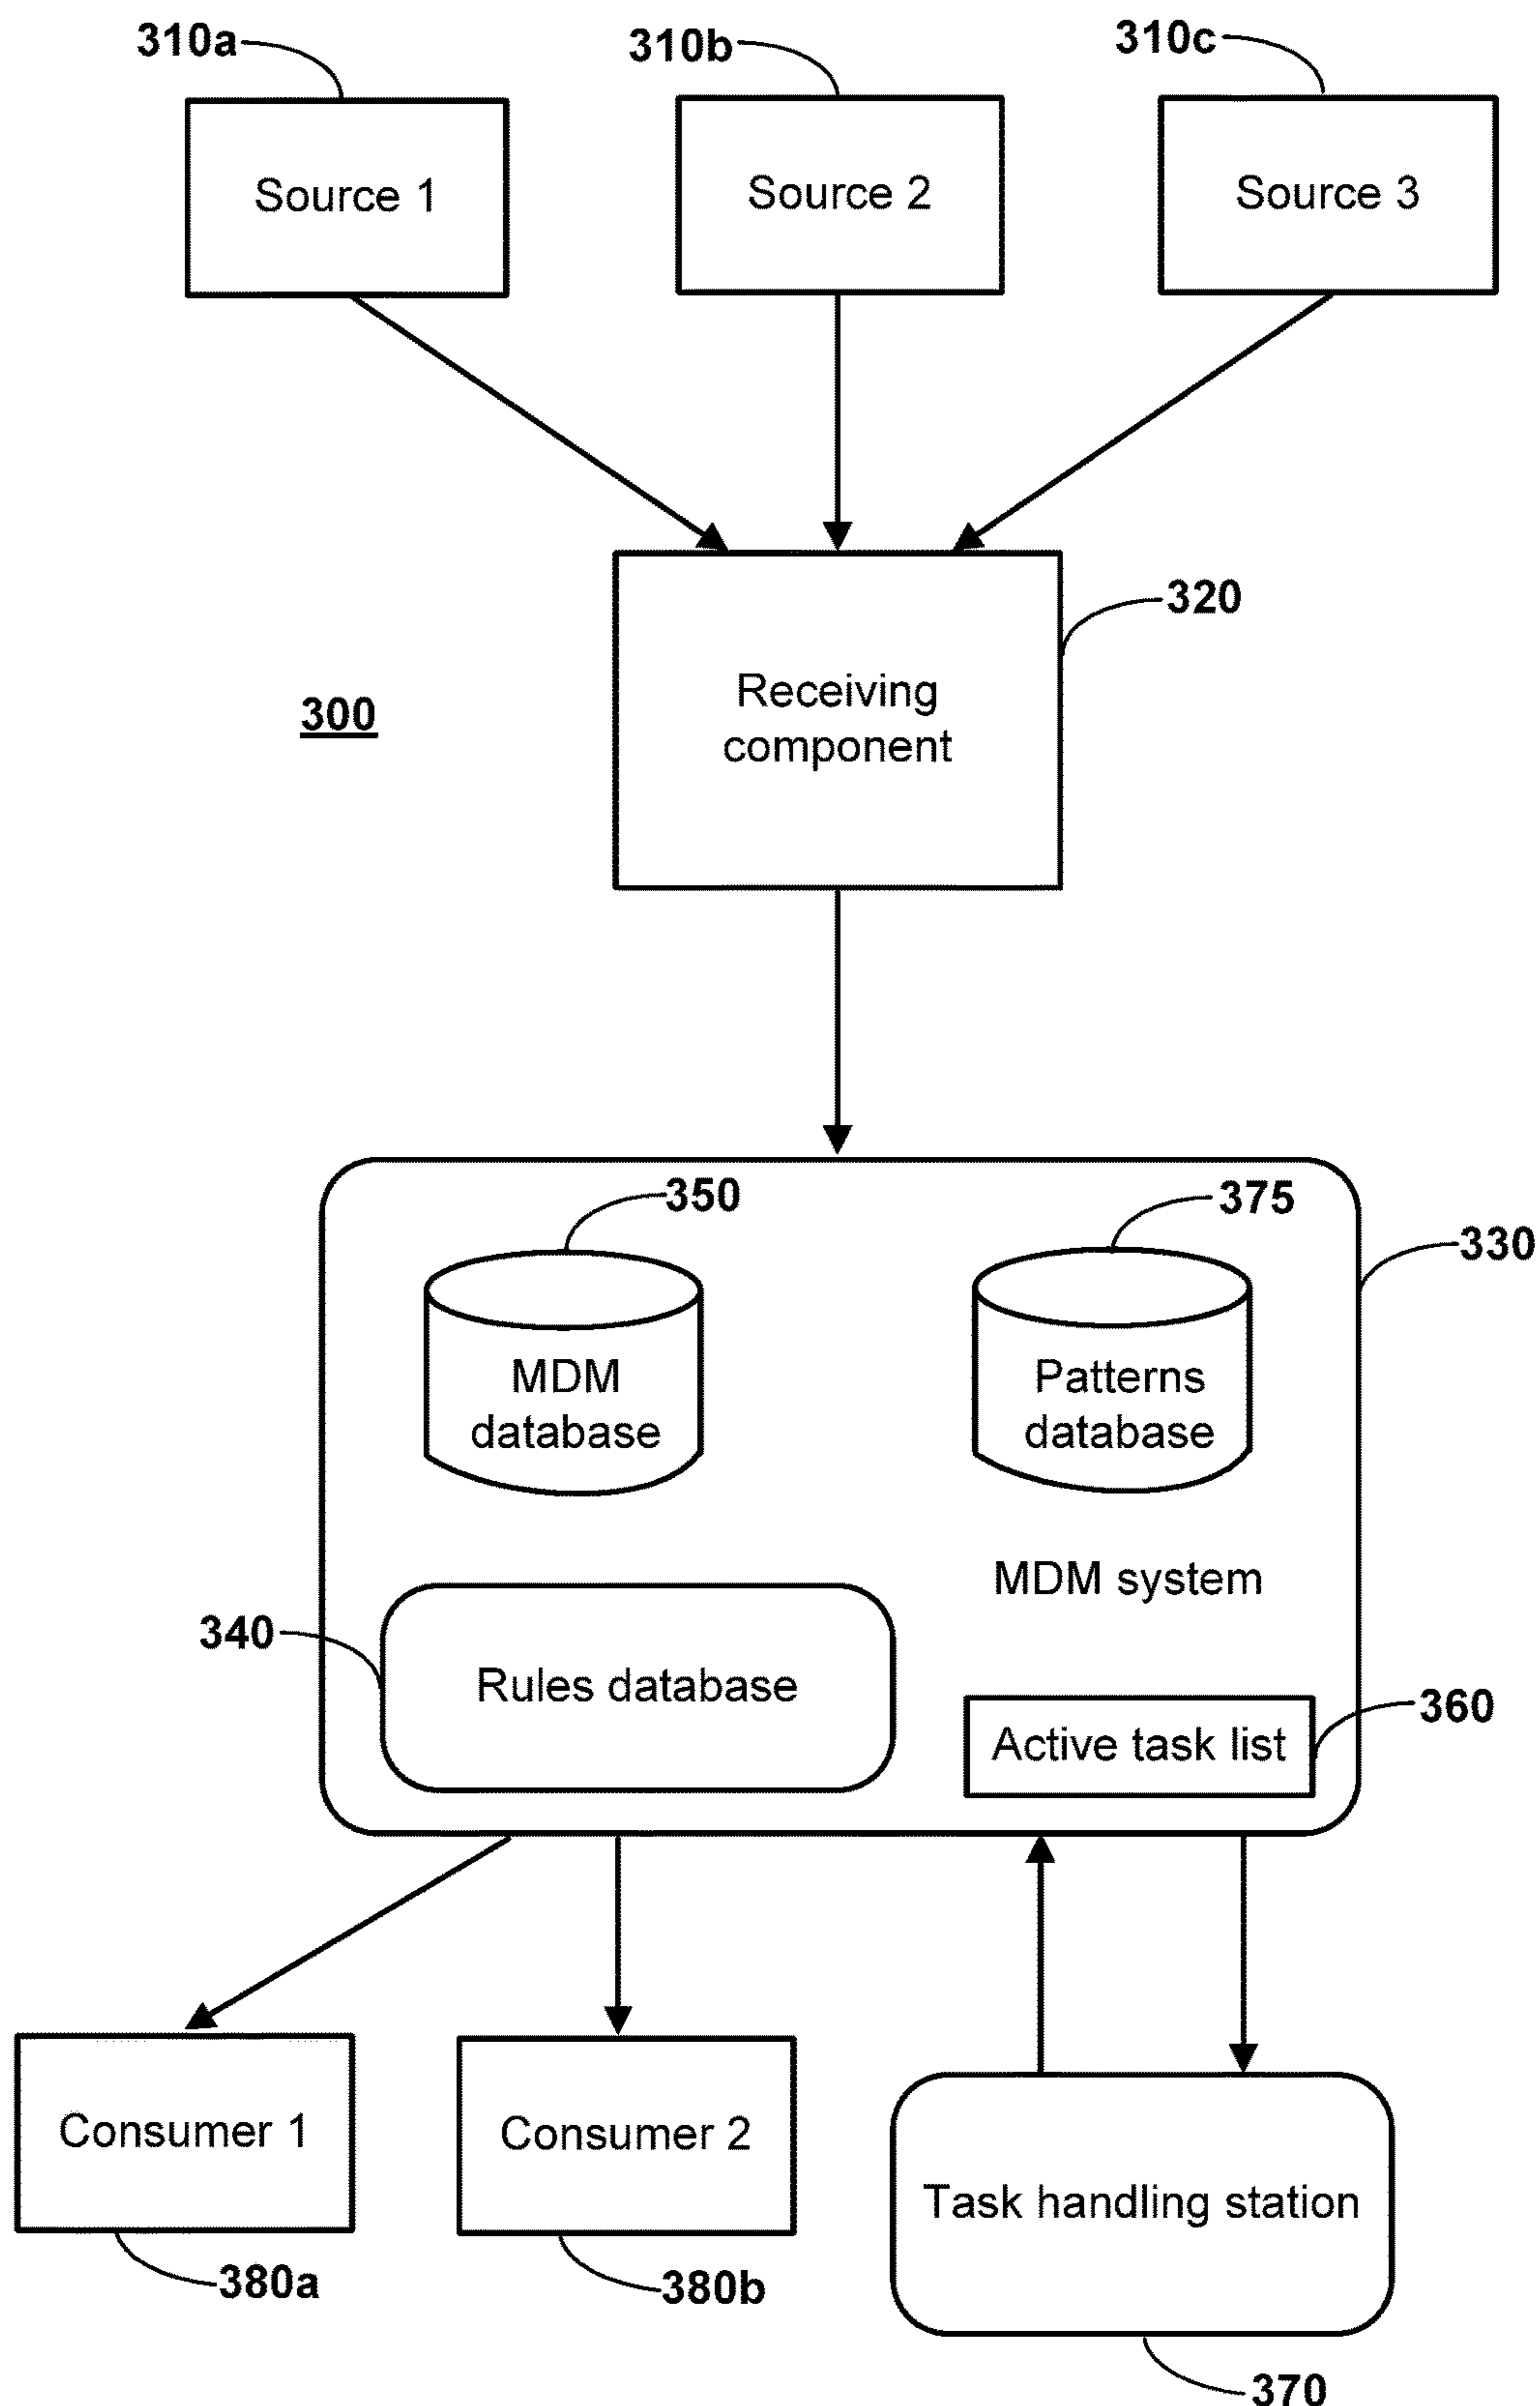 310a
310b
310c
Source 1
Source 2
Source 3
320
Receiving
component
300
350
375
330
MDM
database
Patterns
database
MDM system
340
Rules database
360
Active task list
Consumer 1
Consumer 2
Task handling station
380a
380b
370